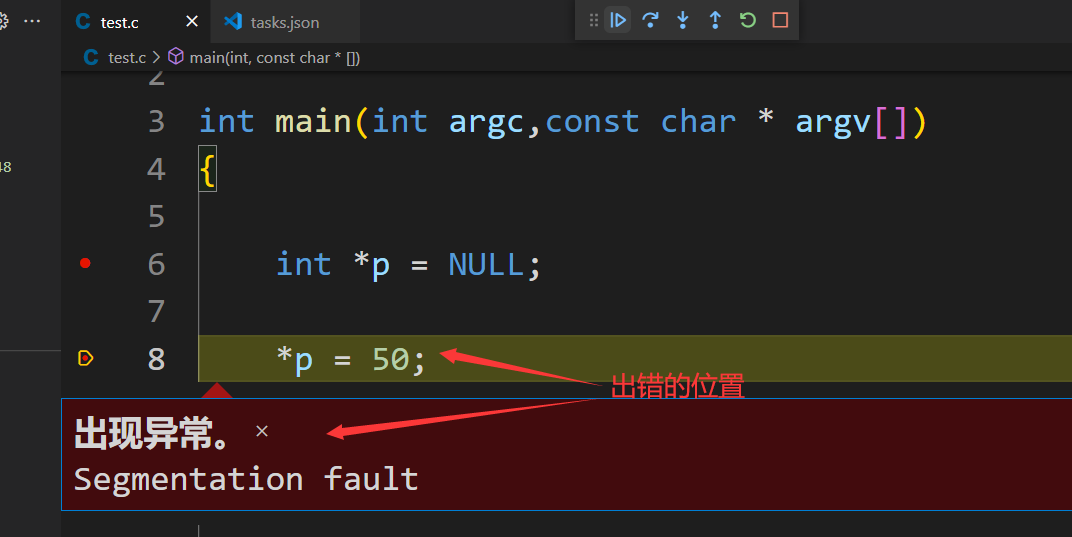 test.c
tasks.json
test.c > main(int, const char * [])
2
3 int main(int argc,const char * argv[])
48
4 {
5
6 int *p = NULL;
7
8 *p = 50;
出错的位置
出现异常。
Segmentation fault